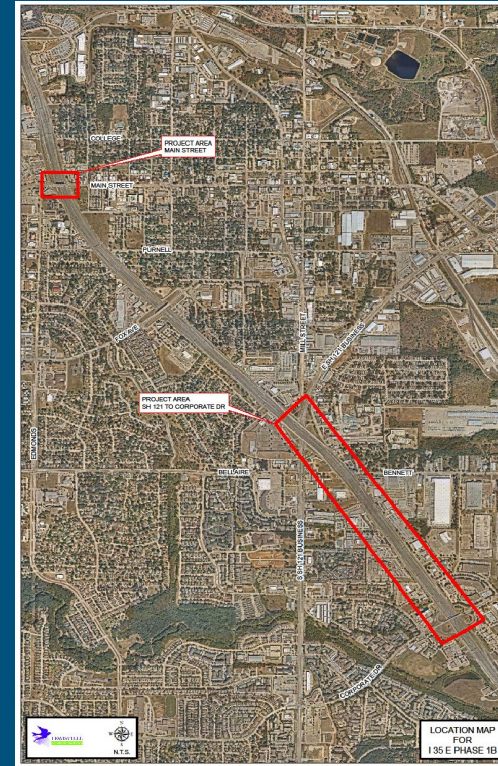 COLLEGE
PROJECT AREA
MAIN STREET
MAIN STREET
PURNELL
FOX AVE
MILL STREET
E SH 121 BUSINESS
PROJECT AREA
SH 121 TO CORPORATE DR
EDMONDS
BELLAIRE
BENNETT
S SH 121 BUSINESS
CORPORATE DR
LEWISVILLE
N
N.T.S.
LOCATION MAP
FOR
I 35 E PHASE 1B